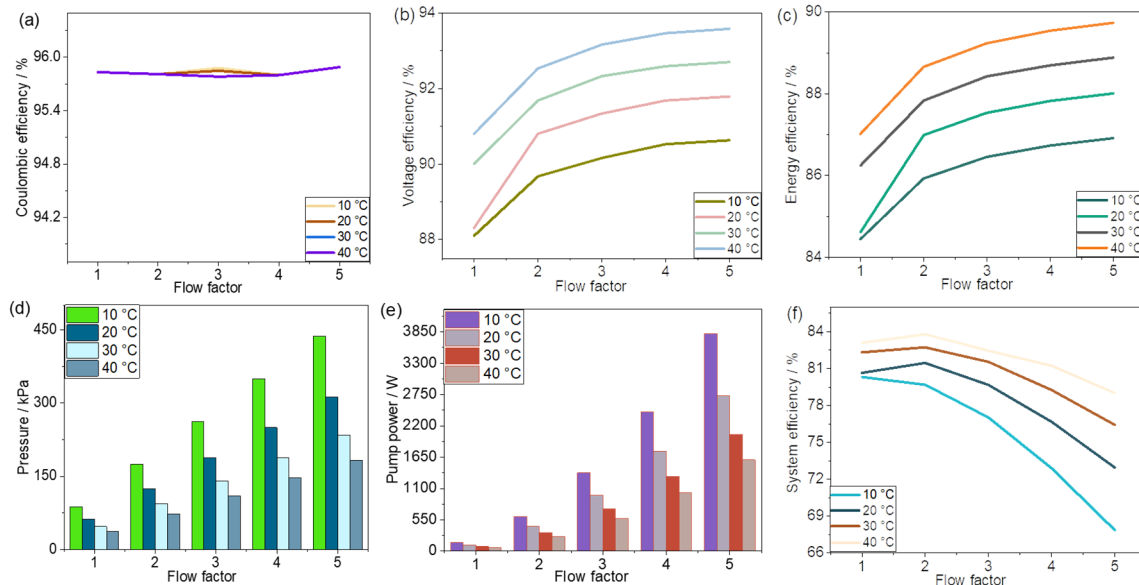 (a)
Coulombic efficiency / %
96.0
95.4
94.8
94.2
10 °C
20 °C
30 °C
40 °C
1 2 3 4 5
Flow factor
(b)
Voltage efficiency / %
94
92
90
88
10 °C
20 °C
30 °C
40 °C
1 2 3 4 5
Flow factor
(c)
Energy efficiency / %
90
88
86
84
10 °C
20 °C
30 °C
40 °C
1 2 3 4 5
Flow factor
(d)
Pressure / kPa
450
300
150
0
10 °C
20 °C
30 °C
40 °C
1 2 3 4 5
Flow factor
(e)
Pump power / W
3850
3300
2750
2200
1650
1100
550
0
10 °C
20 °C
30 °C
40 °C
1 2 3 4 5
Flow factor
(f)
System efficiency / %
84
81
78
75
72
69
66
10 °C
20 °C
30 °C
40 °C
1 2 3 4 5
Flow factor